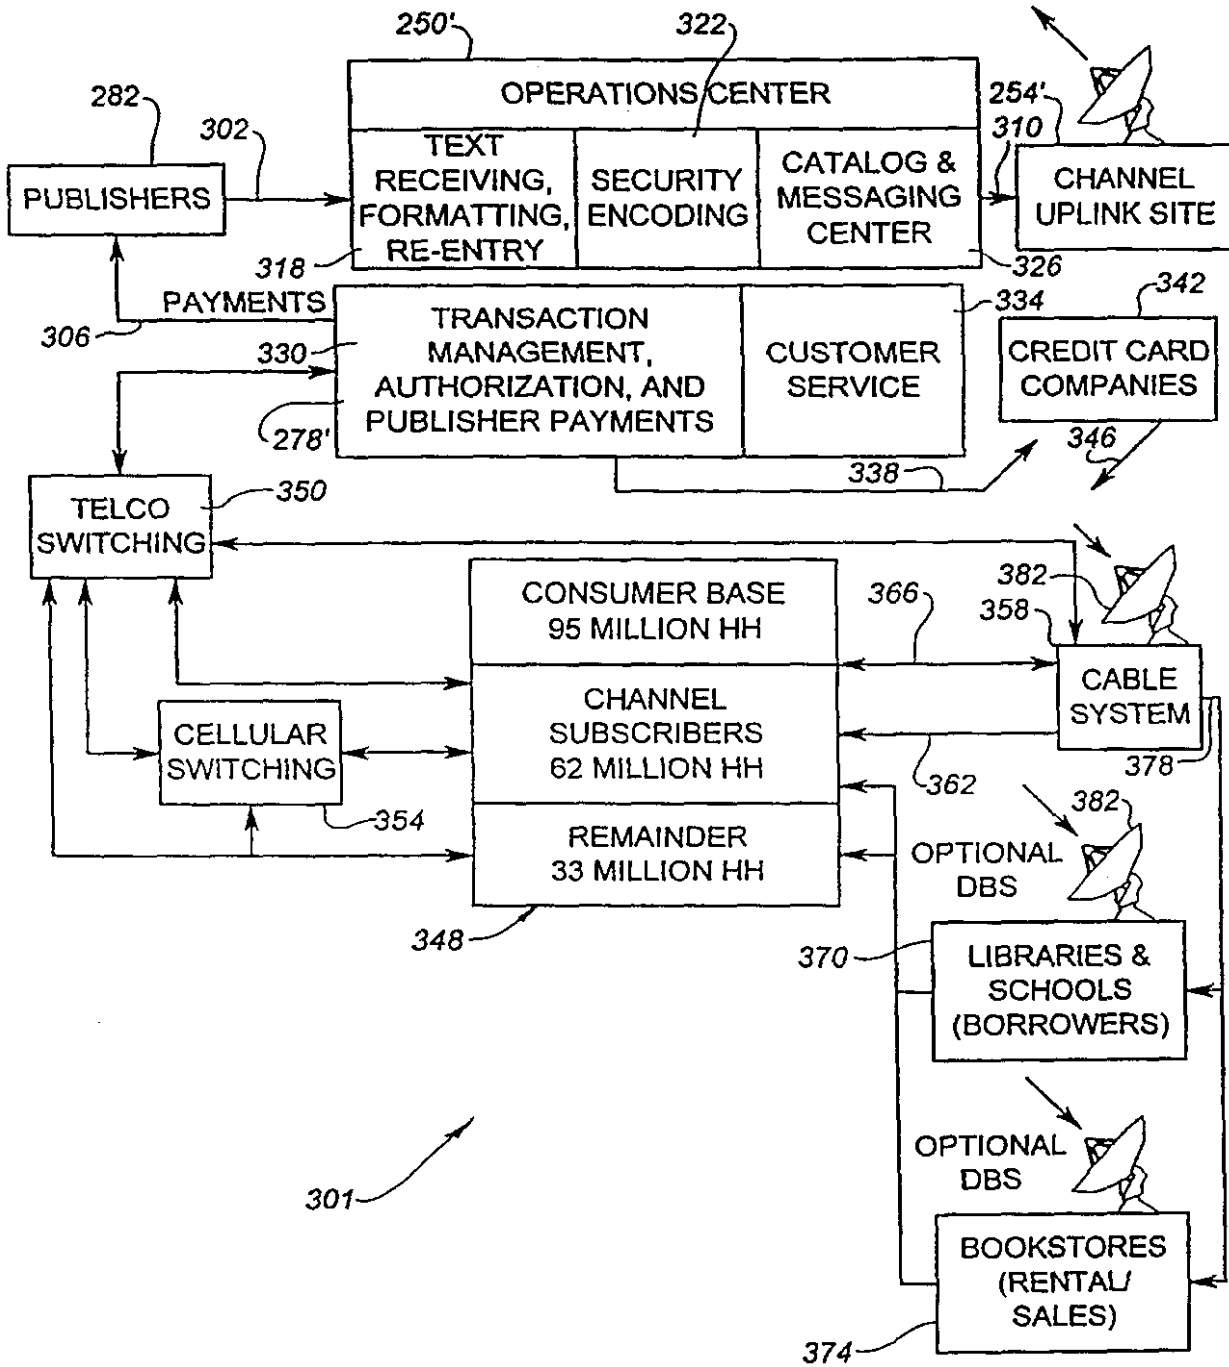 250'
322
282
302
OPERATIONS CENTER
254'
310
PUBLISHERS
TEXT
RECEIVING,
FORMATTING,
RE-ENTRY
318
SECURITY
ENCODING
CATALOG &
MESSAGING
CENTER
326
CHANNEL
UPLINK SITE
PAYMENTS
306
330
TRANSACTION
MANAGEMENT,
AUTHORIZATION, AND
PUBLISHER PAYMENTS
278'
CUSTOMER
SERVICE
334
342
CREDIT CARD
COMPANIES
346
338
TELCO
SWITCHING
350
CONSUMER BASE
95 MILLION HH
366
382
358
CHANNEL
SUBSCRIBERS
62 MILLION HH
CABLE
SYSTEM
378
362
CELLULAR
SWITCHING
354
REMAINDER
33 MILLION HH
348
382
OPTIONAL
DBS
370
LIBRARIES &
SCHOOLS
(BORROWERS)
301
OPTIONAL
DBS
BOOKSTORES
(RENTAL/
SALES)
374